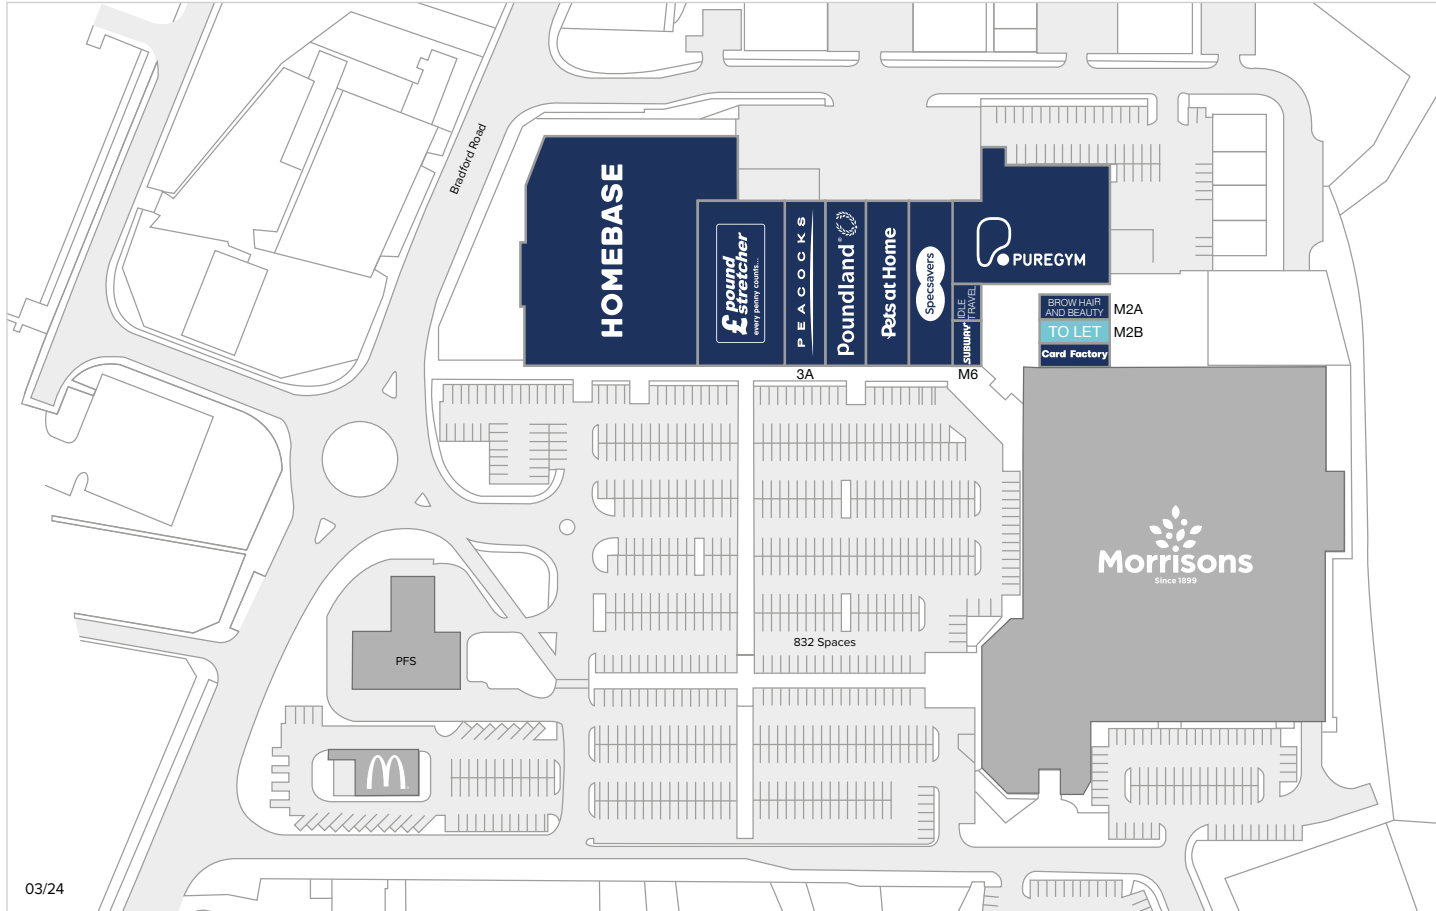 Bradford Road
HOMEBASE
£ pound
stretcher
every penny counts...
PEACOCKS
Poundland®
Pets at Home
Specsavers
IDLE
TRAVEL
SUBWAY
PUREGYM
BROW HAIR
AND BEAUTY
M2A
TO LET
M2B
Card Factory
3A
M6
Morrisons
Since 1899
832 Spaces
PFS
03/24